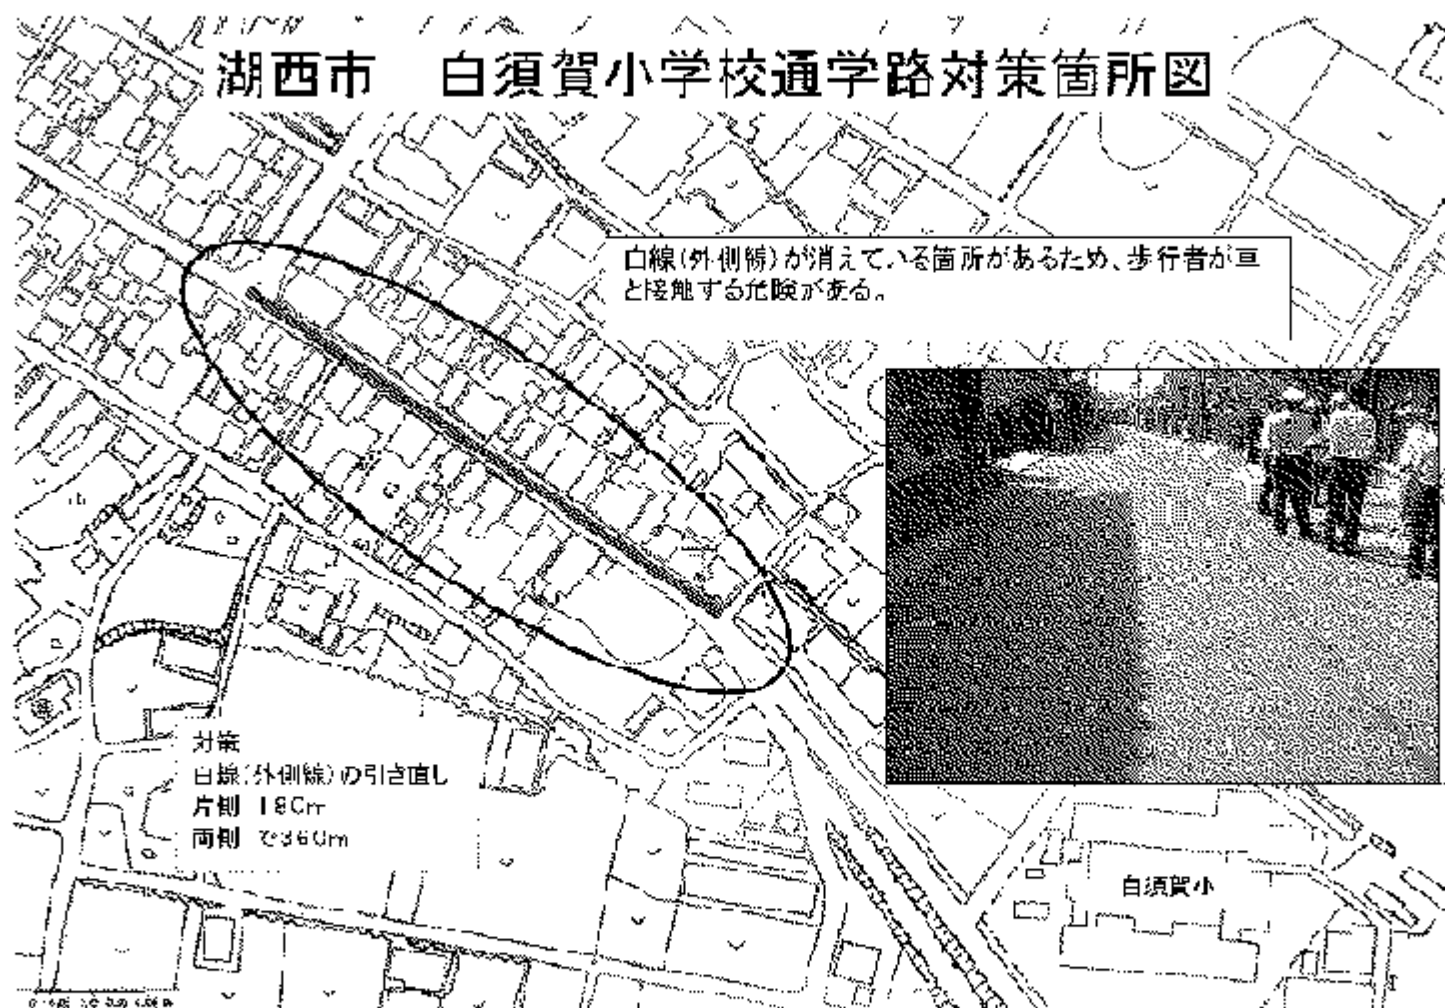 湖西市　白須賀小学校通学路対策箇所図
白線(外側線)が消えている箇所があるため、歩行者が車
と接触する危険がある。
対策
白線(外側線)の引き直し
片側 180m
両側 で360m
白須賀小